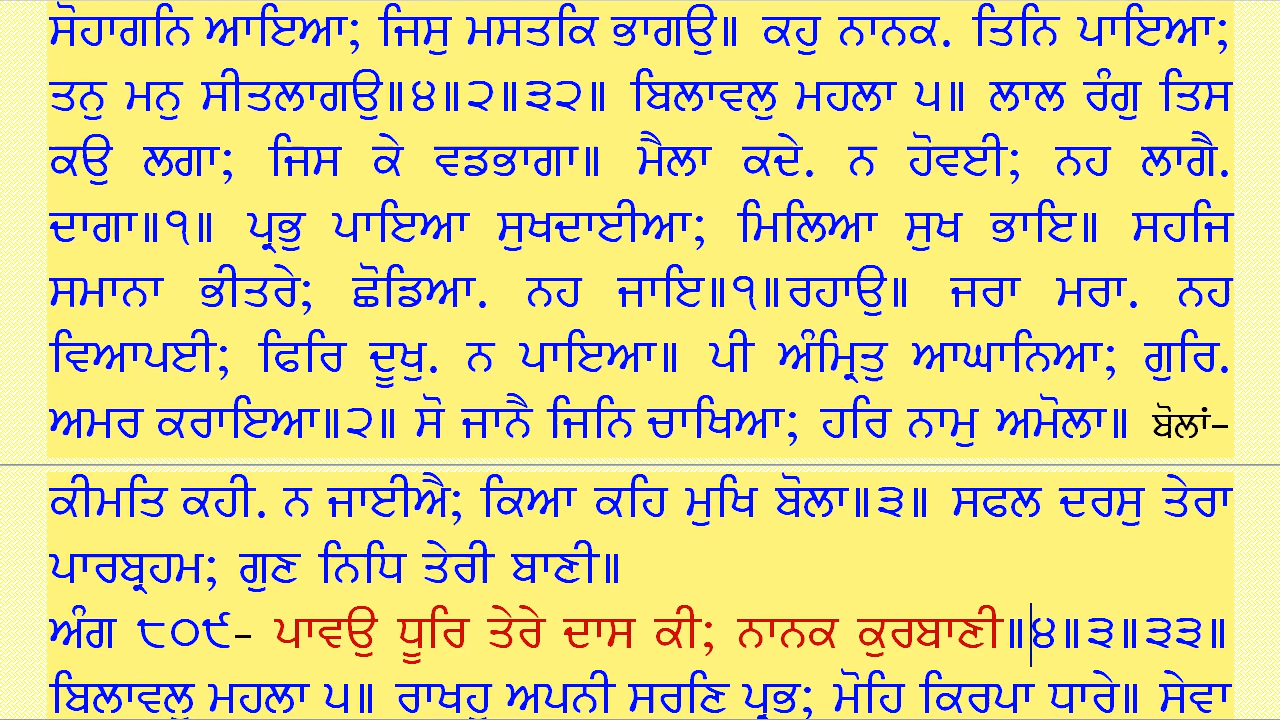 ਸੋਹਾਗਨਿ ਆਇਆ; ਜਿਸੁ ਮਸਤਕਿ ਭਾਗਉ॥ ਕਹੁ ਨਾਨਕ. ਤਿਨਿ ਪਾਇਆ;
ਤਨੁ ਮਨੁ ਸੀਤਲਾਗਉ॥੪॥੨॥੩੨॥ ਬਿਲਾਵਲੁ ਮਹਲਾ ੫॥ ਲਾਲ ਰੰਗੁ ਤਿਸ
ਕਉ ਲਗਾ; ਜਿਸ ਕੇ ਵਡਭਾਗਾ॥ ਮੈਲਾ ਕਦੇ. ਨ ਹੋਵਈ; ਨਹ ਲਾਗੈ.
ਦਾਗਾ॥੧॥ ਪ੍ਰਭੁ ਪਾਇਆ ਸੁਖਦਾਈਆ; ਮਿਲਿਆ ਸੁਖ ਭਾਇ॥ ਸਹਜਿ
ਸਮਾਨਾ ਭੀਤਰੇ; ਛੋਡਿਆ. ਨਹ ਜਾਇ॥੧॥ਰਹਾਉ॥ ਜਰਾ ਮਰਾ. ਨਹ
ਵਿਆਪਈ; ਫਿਰਿ ਦੂਖੁ. ਨ ਪਾਇਆ॥ ਪੀ ਅੰਮ੍ਰਿਤੁ ਆਘਾਨਿਆ; ਗੁਰਿ.
ਅਮਰ ਕਰਾਇਆ॥੨॥ ਸੋ ਜਾਨੈ ਜਿਨਿ ਚਾਖਿਆ; ਹਰਿ ਨਾਮੁ ਅਮੋਲਾ॥ ਬੋਲਾਂ-
ਕੀਮਤਿ ਕਹੀ. ਨ ਜਾਈਐ; ਕਿਆ ਕਹਿ ਮੁਖਿ ਬੋਲਾ॥੩॥ ਸਫਲ ਦਰਸੁ ਤੇਰਾ
ਪਾਰਬ੍ਰਹਮ; ਗੁਣ ਨਿਧਿ ਤੇਰੀ ਬਾਣੀ॥
ਅੰਗ ੮੦੯- ਪਾਵਉ ਧੂਰਿ ਤੇਰੇ ਦਾਸ ਕੀ; ਨਾਨਕ ਕੁਰਬਾਣੀ॥੪॥੩॥੩੩॥
ਬਿਲਾਵਲੁ ਮਹਲਾ ੫॥ ਰਾਖਹੁ ਅਪਨੀ ਸਰਣਿ ਪ੍ਰਭ; ਮੋਹਿ ਕਿਰਪਾ ਧਾਰੇ॥ ਸੇਵਾ